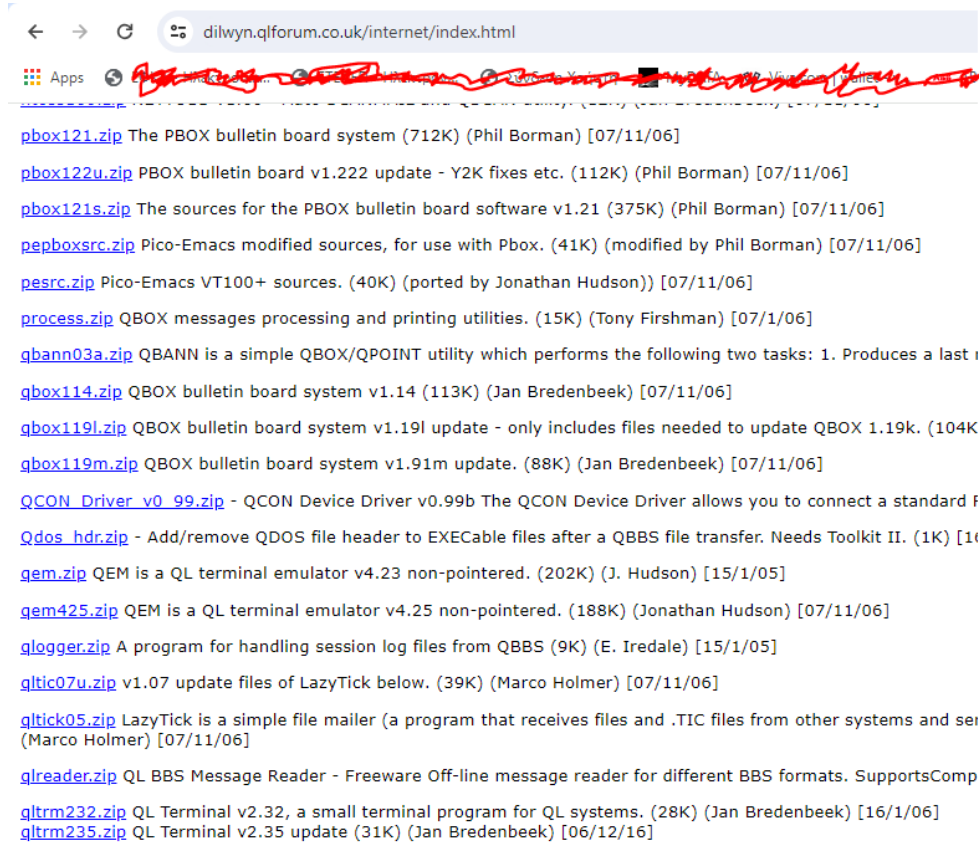 dilwyn.qlforum.co.uk/internet/index.html
Apps
pbox121.zip The PBOX bulletin board system (712K) (Phil Borman) [07/11/06]
pbox122u.zip PBOX bulletin board v1.222 update - Y2K fixes etc. (112K) (Phil Borman) [07/11/06]
pbox121s.zip The sources for the PBOX bulletin board software v1.21 (375K) (Phil Borman) [07/11/06]
pepboxsrc.zip Pico-Emacs modified sources, for use with Pbox. (41K) (modified by Phil Borman) [07/11/06]
pesrc.zip Pico-Emacs VT100+ sources. (40K) (ported by Jonathan Hudson)) [07/11/06]
process.zip QBOX messages processing and printing utilities. (15K) (Tony Firshman) [07/1/06]
qbann03a.zip QBANN is a simple QBOX/QPOINT utility which performs the following two tasks: 1. Produces a last
qbox114.zip QBOX bulletin board system v1.14 (113K) (Jan Bredenbeek) [07/11/06]
qbox119l.zip QBOX bulletin board system v1.19l update - only includes files needed to update QBOX 1.19k. (104K
qbox119m.zip QBOX bulletin board system v1.91m update. (88K) (Jan Bredenbeek) [07/11/06]
QCON_Driver_v0_99.zip - QCON Device Driver v0.99b The QCON Device Driver allows you to connect a standard
Qdos_hdr.zip - Add/remove QDOS file header to EXECable files after a QBBS file transfer. Needs Toolkit II. (1K) [16
qem.zip QEM is a QL terminal emulator v4.23 non-pointered. (202K) (J. Hudson) [15/1/05]
qem425.zip QEM is a QL terminal emulator v4.25 non-pointered. (188K) (Jonathan Hudson) [07/11/06]
qlogger.zip A program for handling session log files from QBBS (9K) (E. Iredale) [15/1/05]
qltic07u.zip v1.07 update files of LazyTick below. (39K) (Marco Holmer) [07/11/06]
qltick05.zip LazyTick is a simple file mailer (a program that receives files and .TIC files from other systems and
(Marco Holmer) [07/11/06]
qlreader.zip QL BBS Message Reader - Freeware Off-line message reader for different BBS formats. SupportsComp
qltrm232.zip QL Terminal v2.32, a small terminal program for QL systems. (28K) (Jan Bredenbeek) [16/1/06]
qltrm235.zip QL Terminal v2.35 update (31K) (Jan Bredenbeek) [06/12/16]